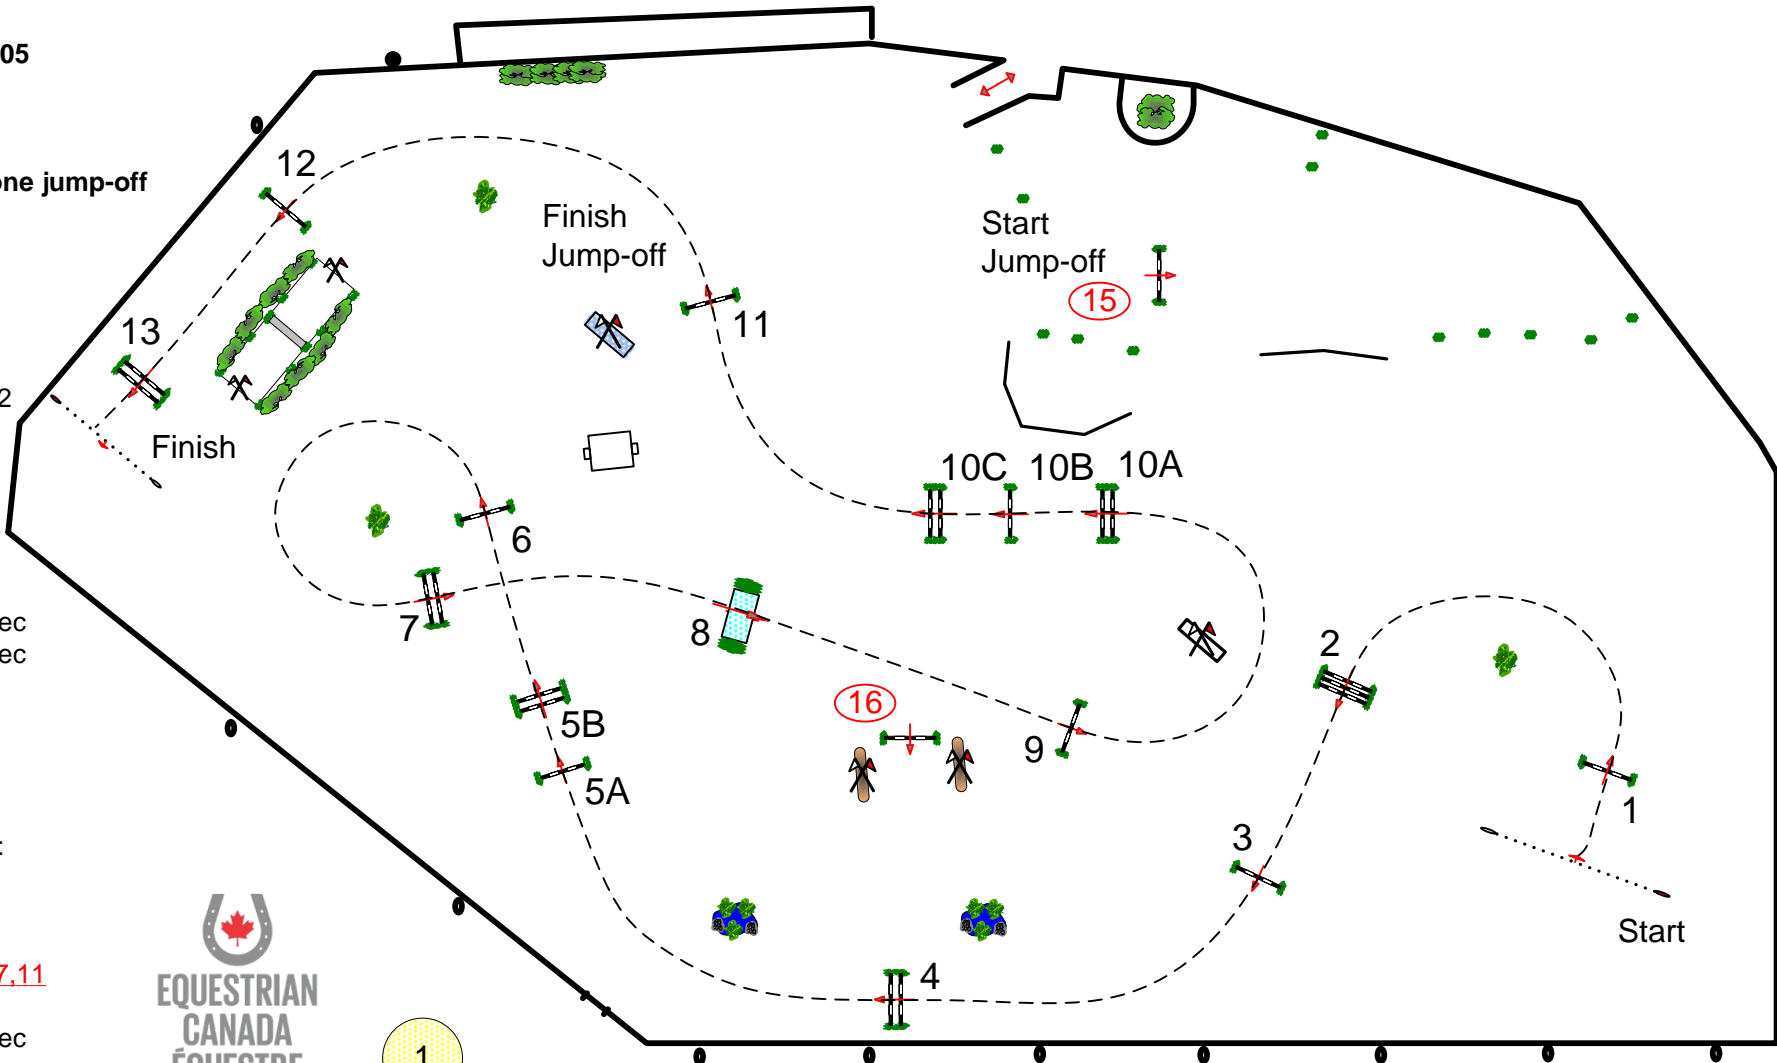 05
one jump-off
2
ec
ec
:
7,11
ec
EQUESTRIAN
CANADA
ÉQUESTRE
1
12
13
Finish
Finish
Jump-off
11
Start
Jump-off
15
10C
10B
10A
6
7
8
5B
5A
16
9
2
3
1
4
Start